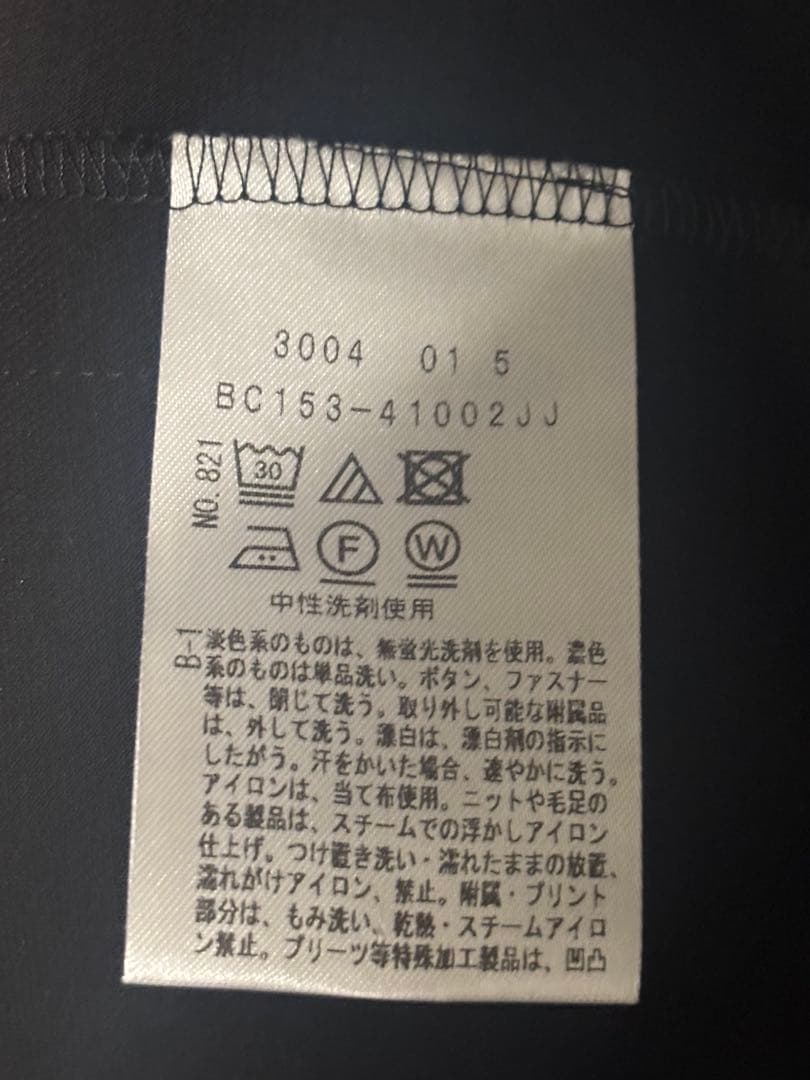 3004 01 5
BC153-41002JJ
NO.821
30
F W
中性洗剤使用
B-1
淡色系のものは、無蛍光洗剤を使用。濃色
系のものは単品洗い。ボタン、ファスナー
等は、閉じて洗う。取り外し可能な附属品
は、外して洗う。漂白は、漂白剤の指示に
したがう。汗をかいた場合、速やかに洗う。
アイロンは、当て布使用。ニットや毛足の
ある製品は、スチームでの浮かしアイロン
仕上げ。つけ置き洗い・濡れたままの放置、
濡れがけアイロン、禁止。附属・プリント
部分は、もみ洗い、乾熱・スチームアイロ
ン禁止。プリーツ等特殊加工製品は、凹凸